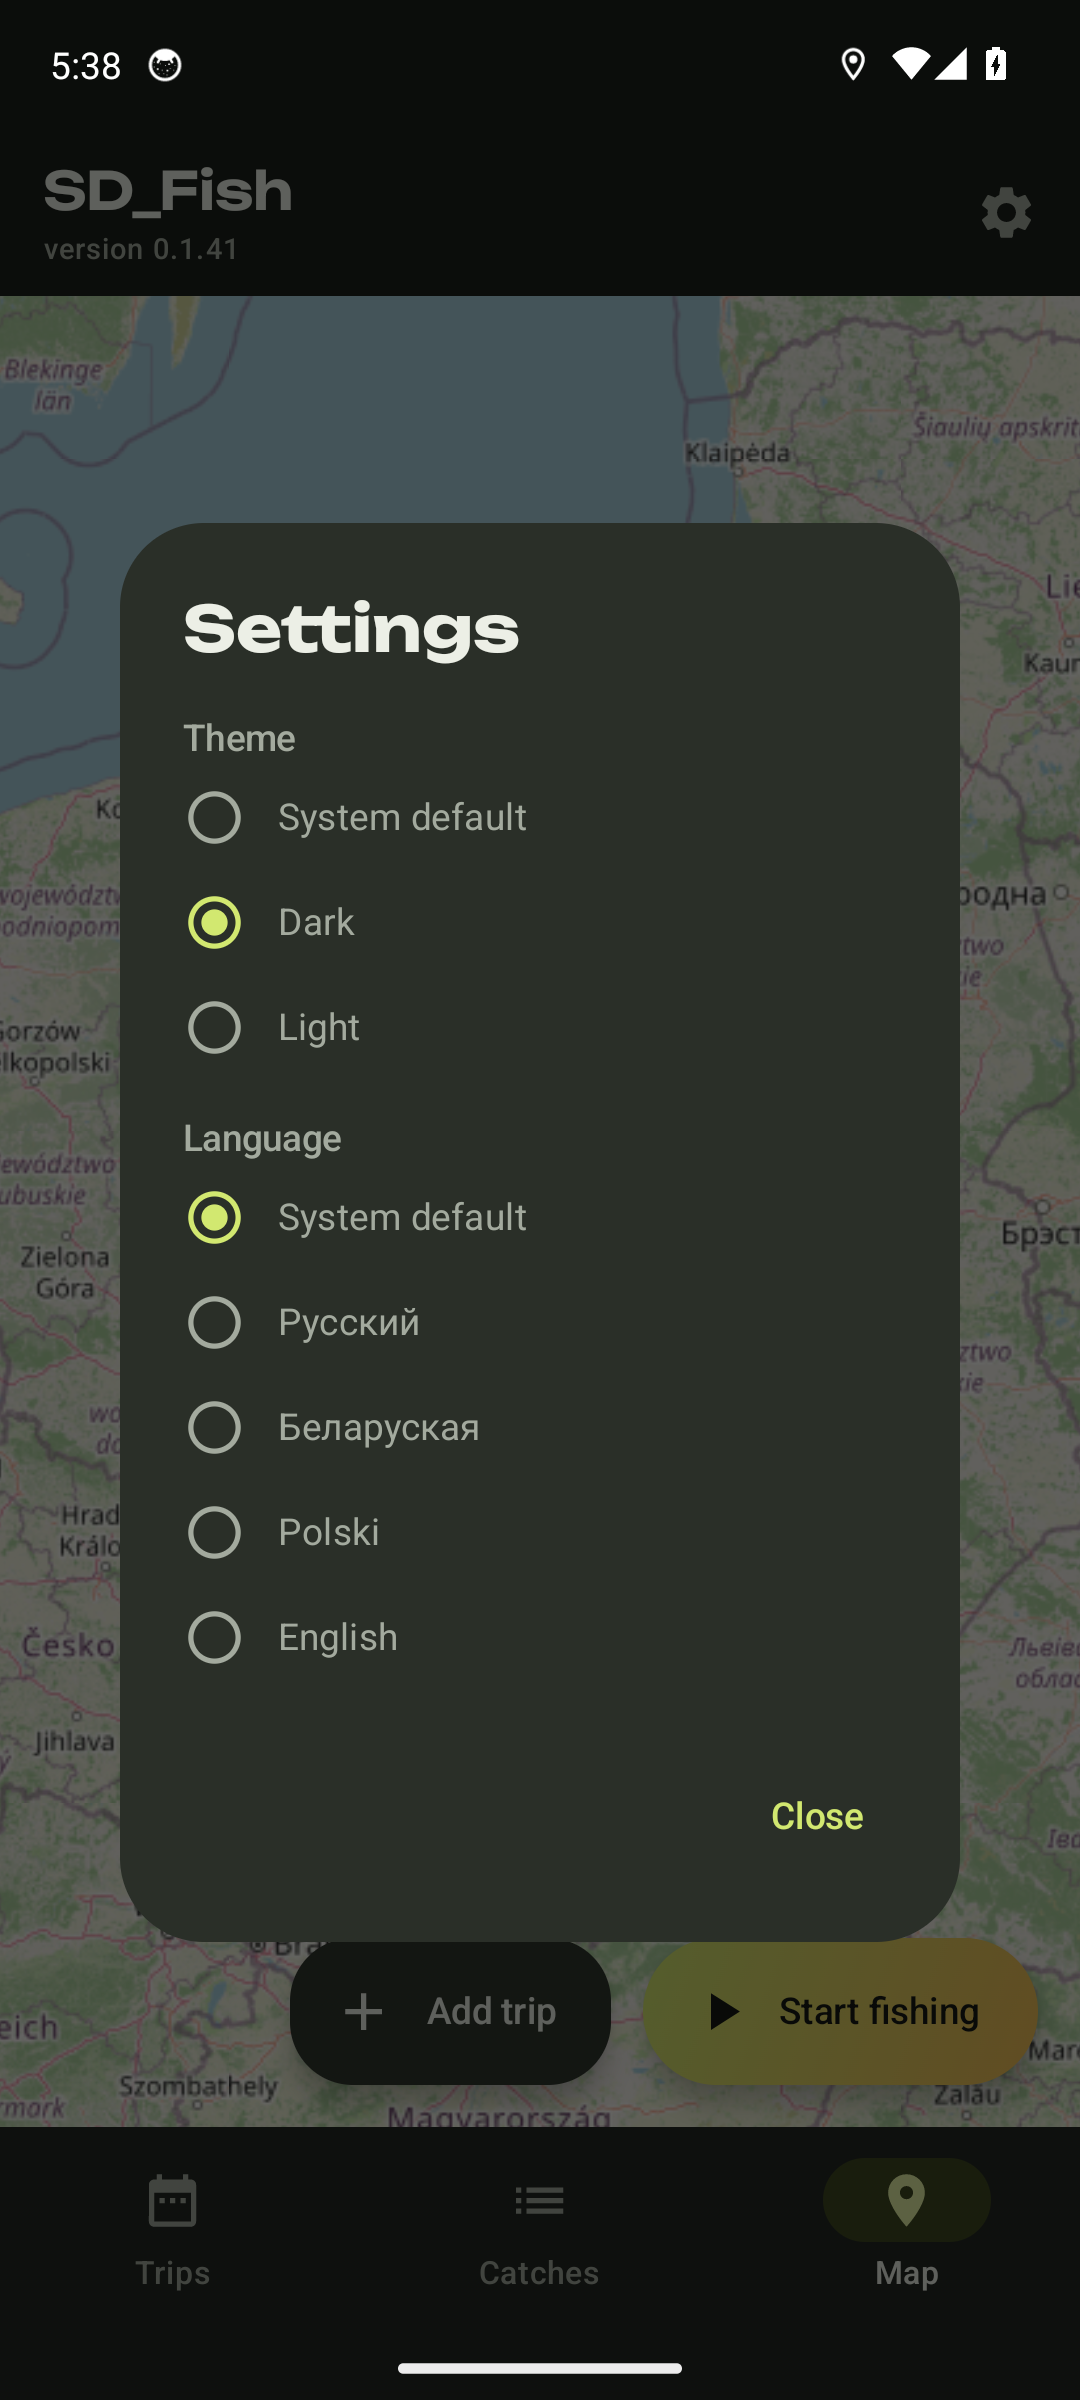 5:38
SD_Fish
version 0.1.41
Blekinge
län
Šiaulių apskrit
Klaipėda
Settings
Theme
System default
Dark
Light
Language
System default
Русский
Беларуская
Polski
English
Close
Gorzów
Zielona
Góra
Česko
Jihlava
Add trip
Start fishing
Szombathely
Zalău
Magyarország
Trips
Catches
Map